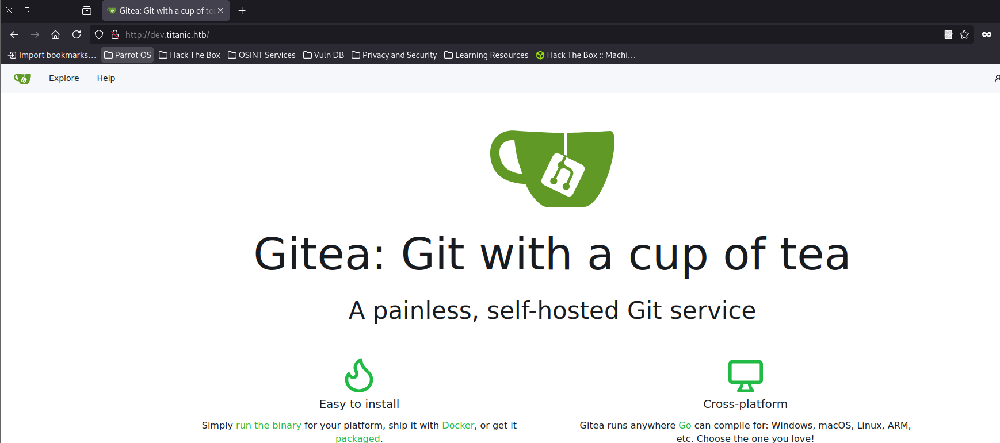 Gitea: Git with a cup of te
http://dev.titanic.htb/
Import bookmarks… Parrot OS Hack The Box OSINT Services Vuln DB Privacy and Security Learning Resources Hack The Box :: Machi…
Explore Help
Gitea: Git with a cup of tea
A painless, self-hosted Git service
Easy to install
Simply run the binary for your platform, ship it with Docker, or get it
packaged.
Cross-platform
Gitea runs anywhere Go can compile for: Windows, macOS, Linux, ARM,
etc. Choose the one you love!